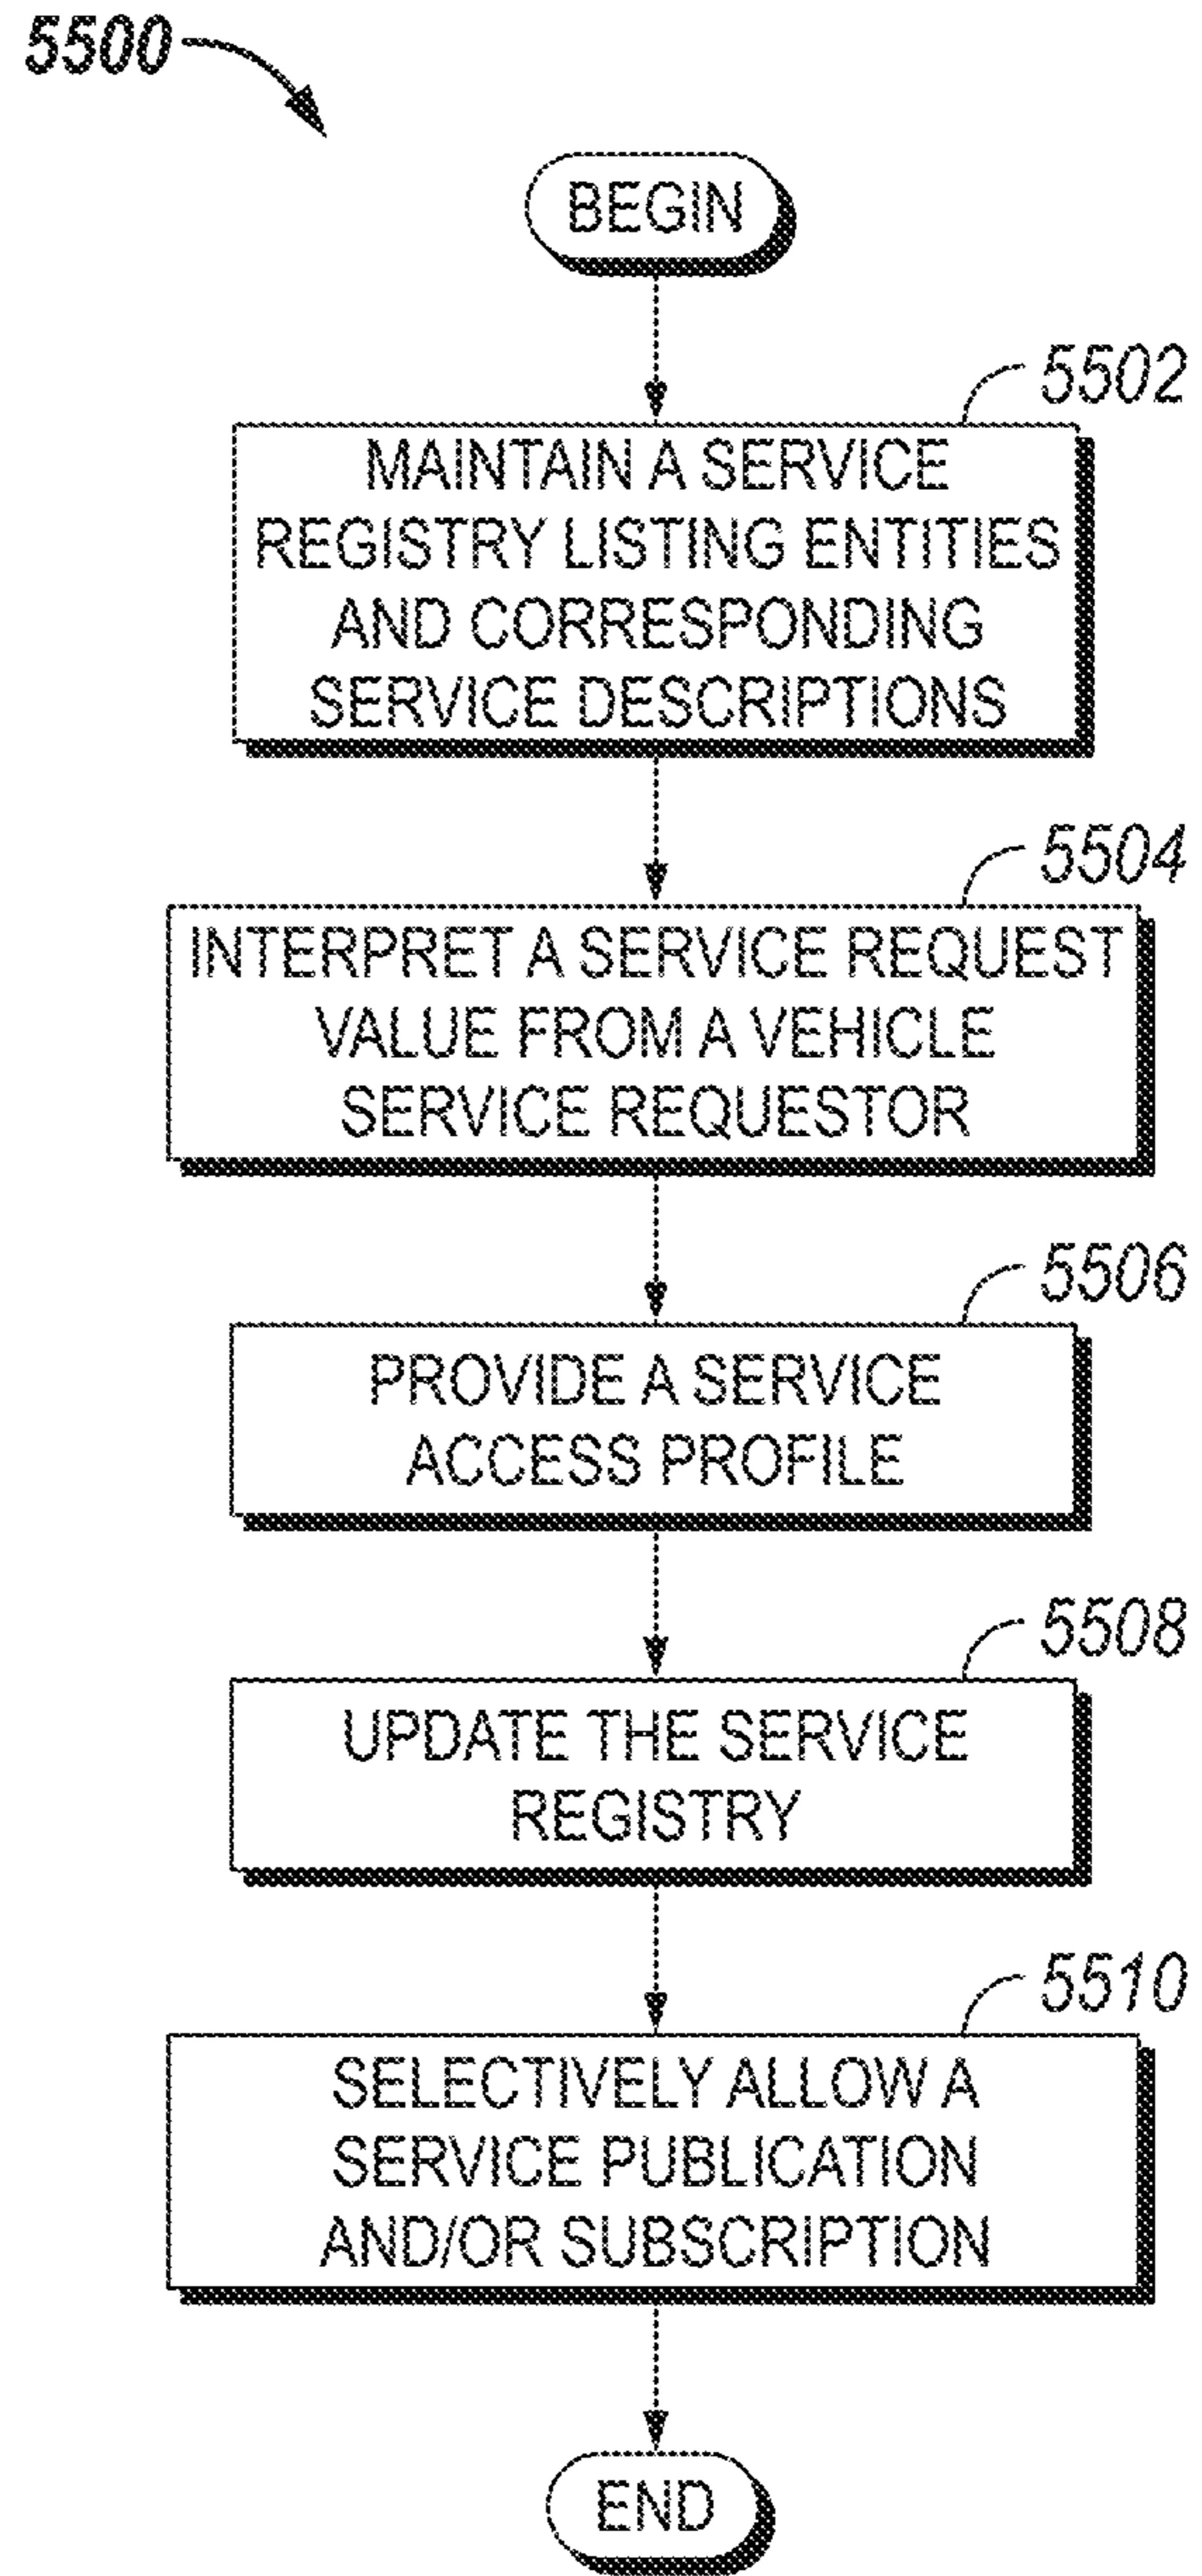 5500
BEGIN
5502
MAINTAIN A SERVICE
REGISTRY LISTING ENTITIES
AND CORRESPONDING
SERVICE DESCRIPTIONS
5504
INTERPRET A SERVICE REQUEST
VALUE FROM A VEHICLE
SERVICE REQUESTOR
5506
PROVIDE A SERVICE
ACCESS PROFILE
5508
UPDATE THE SERVICE
REGISTRY
5510
SELECTIVELY ALLOW A
SERVICE PUBLICATION
AND/OR SUBSCRIPTION
END